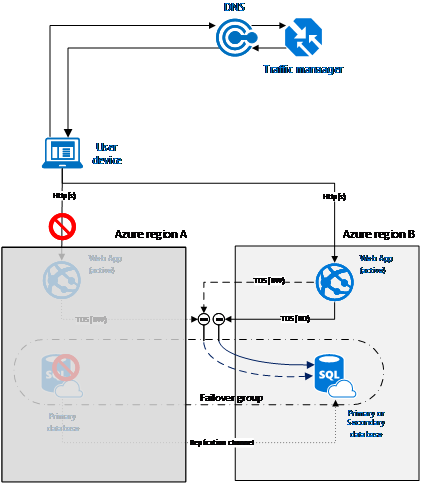 DNS
Traffic manager
User
device
Http(s)
Http(s)
Azure region A
Azure region B
Web App
(active)
Web App
(active)
TDS (RW)
TDS (RW)
TDS (RO)
SQL
SQL
Failover group
Primary
database
Primary or
Secondary
database
Replication channel